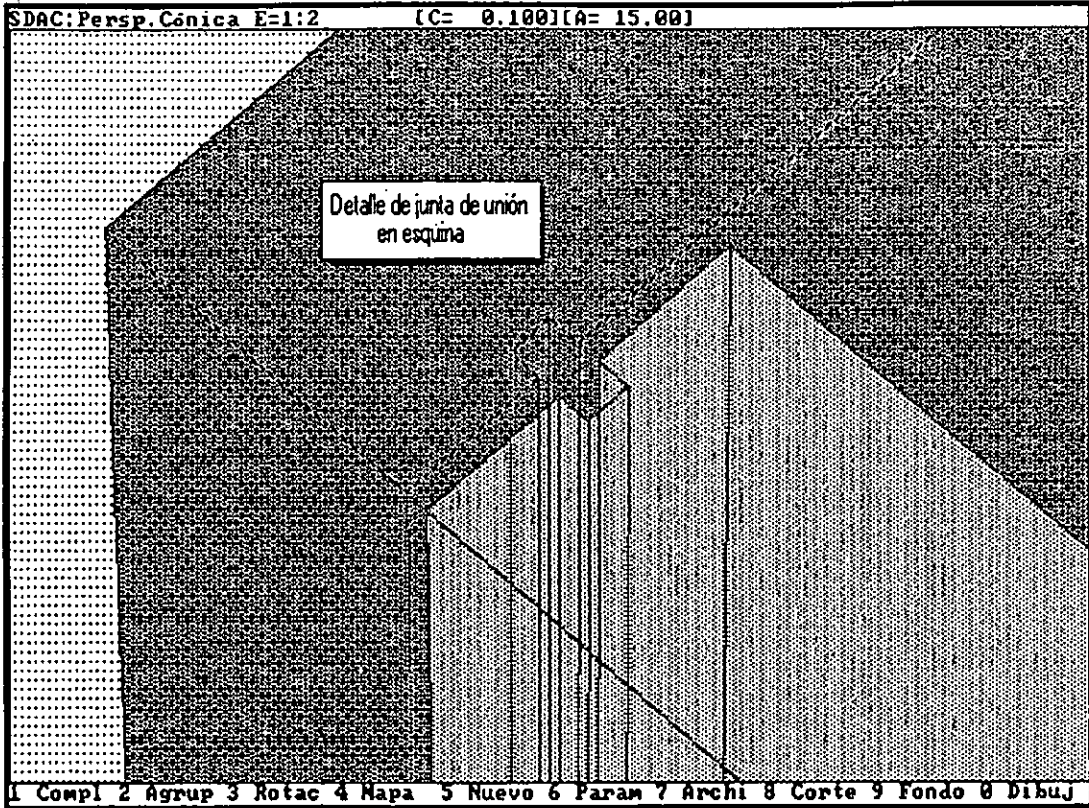 SDAC:Persp.Cónica E=1:2 [C= 0.100][A= 15.00]
Detalle de junta de unión
en esquina
1 Compl 2 Agrup 3 Rotac 4 Mapa 5 Nuevo 6 Param 7 Archi 8 Corte 9 Fondo 0 Dibuj